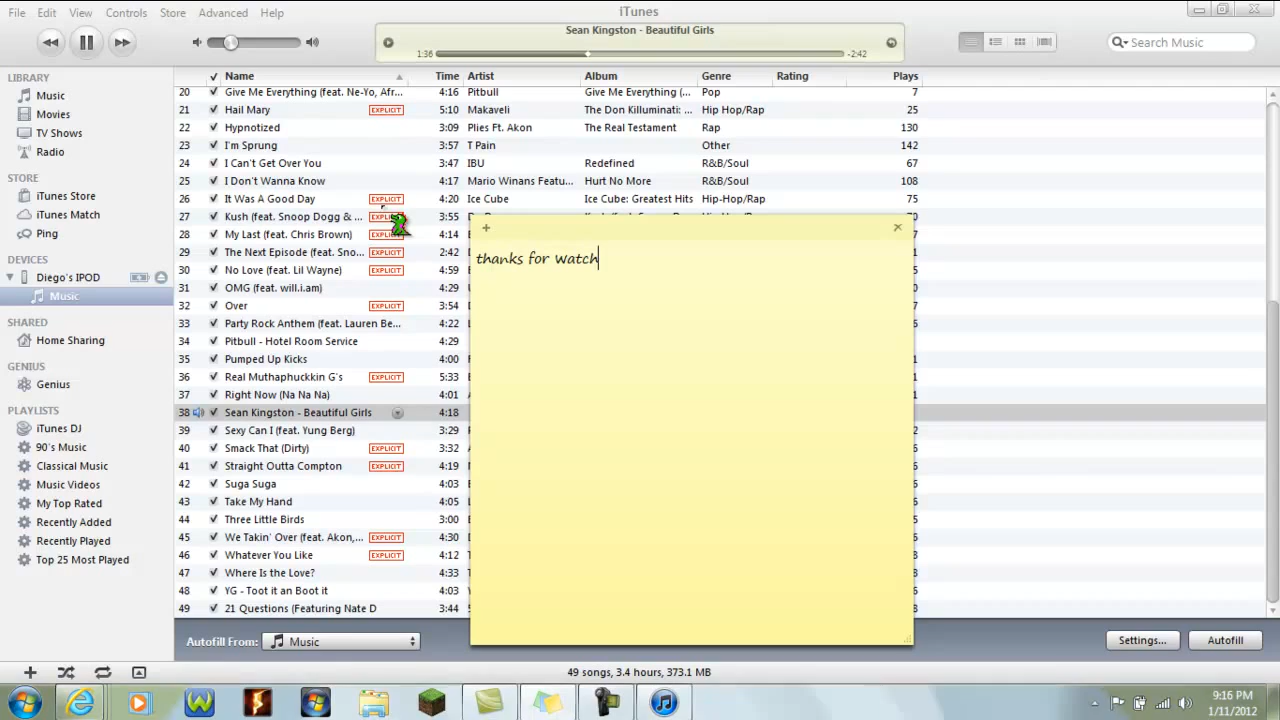 File Edit View Controls Store Advanced Help
iTunes
Sean Kingston - Beautiful Girls
1:36 -2:42
Search Music
LIBRARY
Music
Movies
TV Shows
Radio
STORE
iTunes Store
iTunes Match
Ping
DEVICES
Diego's IPOD
Music
SHARED
Home Sharing
GENIUS
Genius
PLAYLISTS
iTunes DJ
90's Music
Classical Music
Music Videos
My Top Rated
Recently Added
Recently Played
Top 25 Most Played
Name Time Artist Album Genre Rating Plays
20 Give Me Everything (feat. Ne-Yo, Afr... 4:16 Pitbull Give Me Everything (... Pop 7
21 Hail Mary EXPLICIT 5:10 Makaveli The Don Killuminati: ... Hip Hop/Rap 25
22 Hypnotized 3:09 Plies Ft. Akon The Real Testament Rap 130
23 I'm Sprung 3:57 T Pain Other 142
24 I Can't Get Over You 3:47 IBU Redefined R&B/Soul 67
25 I Don't Wanna Know 4:17 Mario Winans Featu... Hurt No More R&B/Soul 108
26 It Was A Good Day EXPLICIT 4:20 Ice Cube Ice Cube: Greatest Hits Hip Hop/Rap 75
27 Kush (feat. Snoop Dogg & ... 3:55
28 My Last (feat. Chris Brown) EXPLICIT 4:14
29 The Next Episode (feat. Sno... EXPLICIT 2:42
30 No Love (feat. Lil Wayne) EXPLICIT 4:59
31 OMG (feat. will.i.am) 4:29
32 Over EXPLICIT 3:54
33 Party Rock Anthem (feat. Lauren Be... 4:22
34 Pitbull - Hotel Room Service 4:29
35 Pumped Up Kicks 4:00
36 Real Muthaphuckkin G's EXPLICIT 5:33
37 Right Now (Na Na Na) 4:01
38 Sean Kingston - Beautiful Girls 4:18
39 Sexy Can I (feat. Yung Berg) 3:29
40 Smack That (Dirty) EXPLICIT 3:32
41 Straight Outta Compton EXPLICIT 4:19
42 Suga Suga 4:03
43 Take My Hand 4:05
44 Three Little Birds 3:00
45 We Takin' Over (feat. Akon,... EXPLICIT 4:30
46 Whatever You Like EXPLICIT 4:12
47 Where Is the Love? 4:33
48 YG - Toot it an Boot it 4:03
49 21 Questions (Featuring Nate D 3:44
thanks for watch
Autofill From: Music Settings... Autofill
49 songs, 3.4 hours, 373.1 MB
9:16 PM
1/11/2012